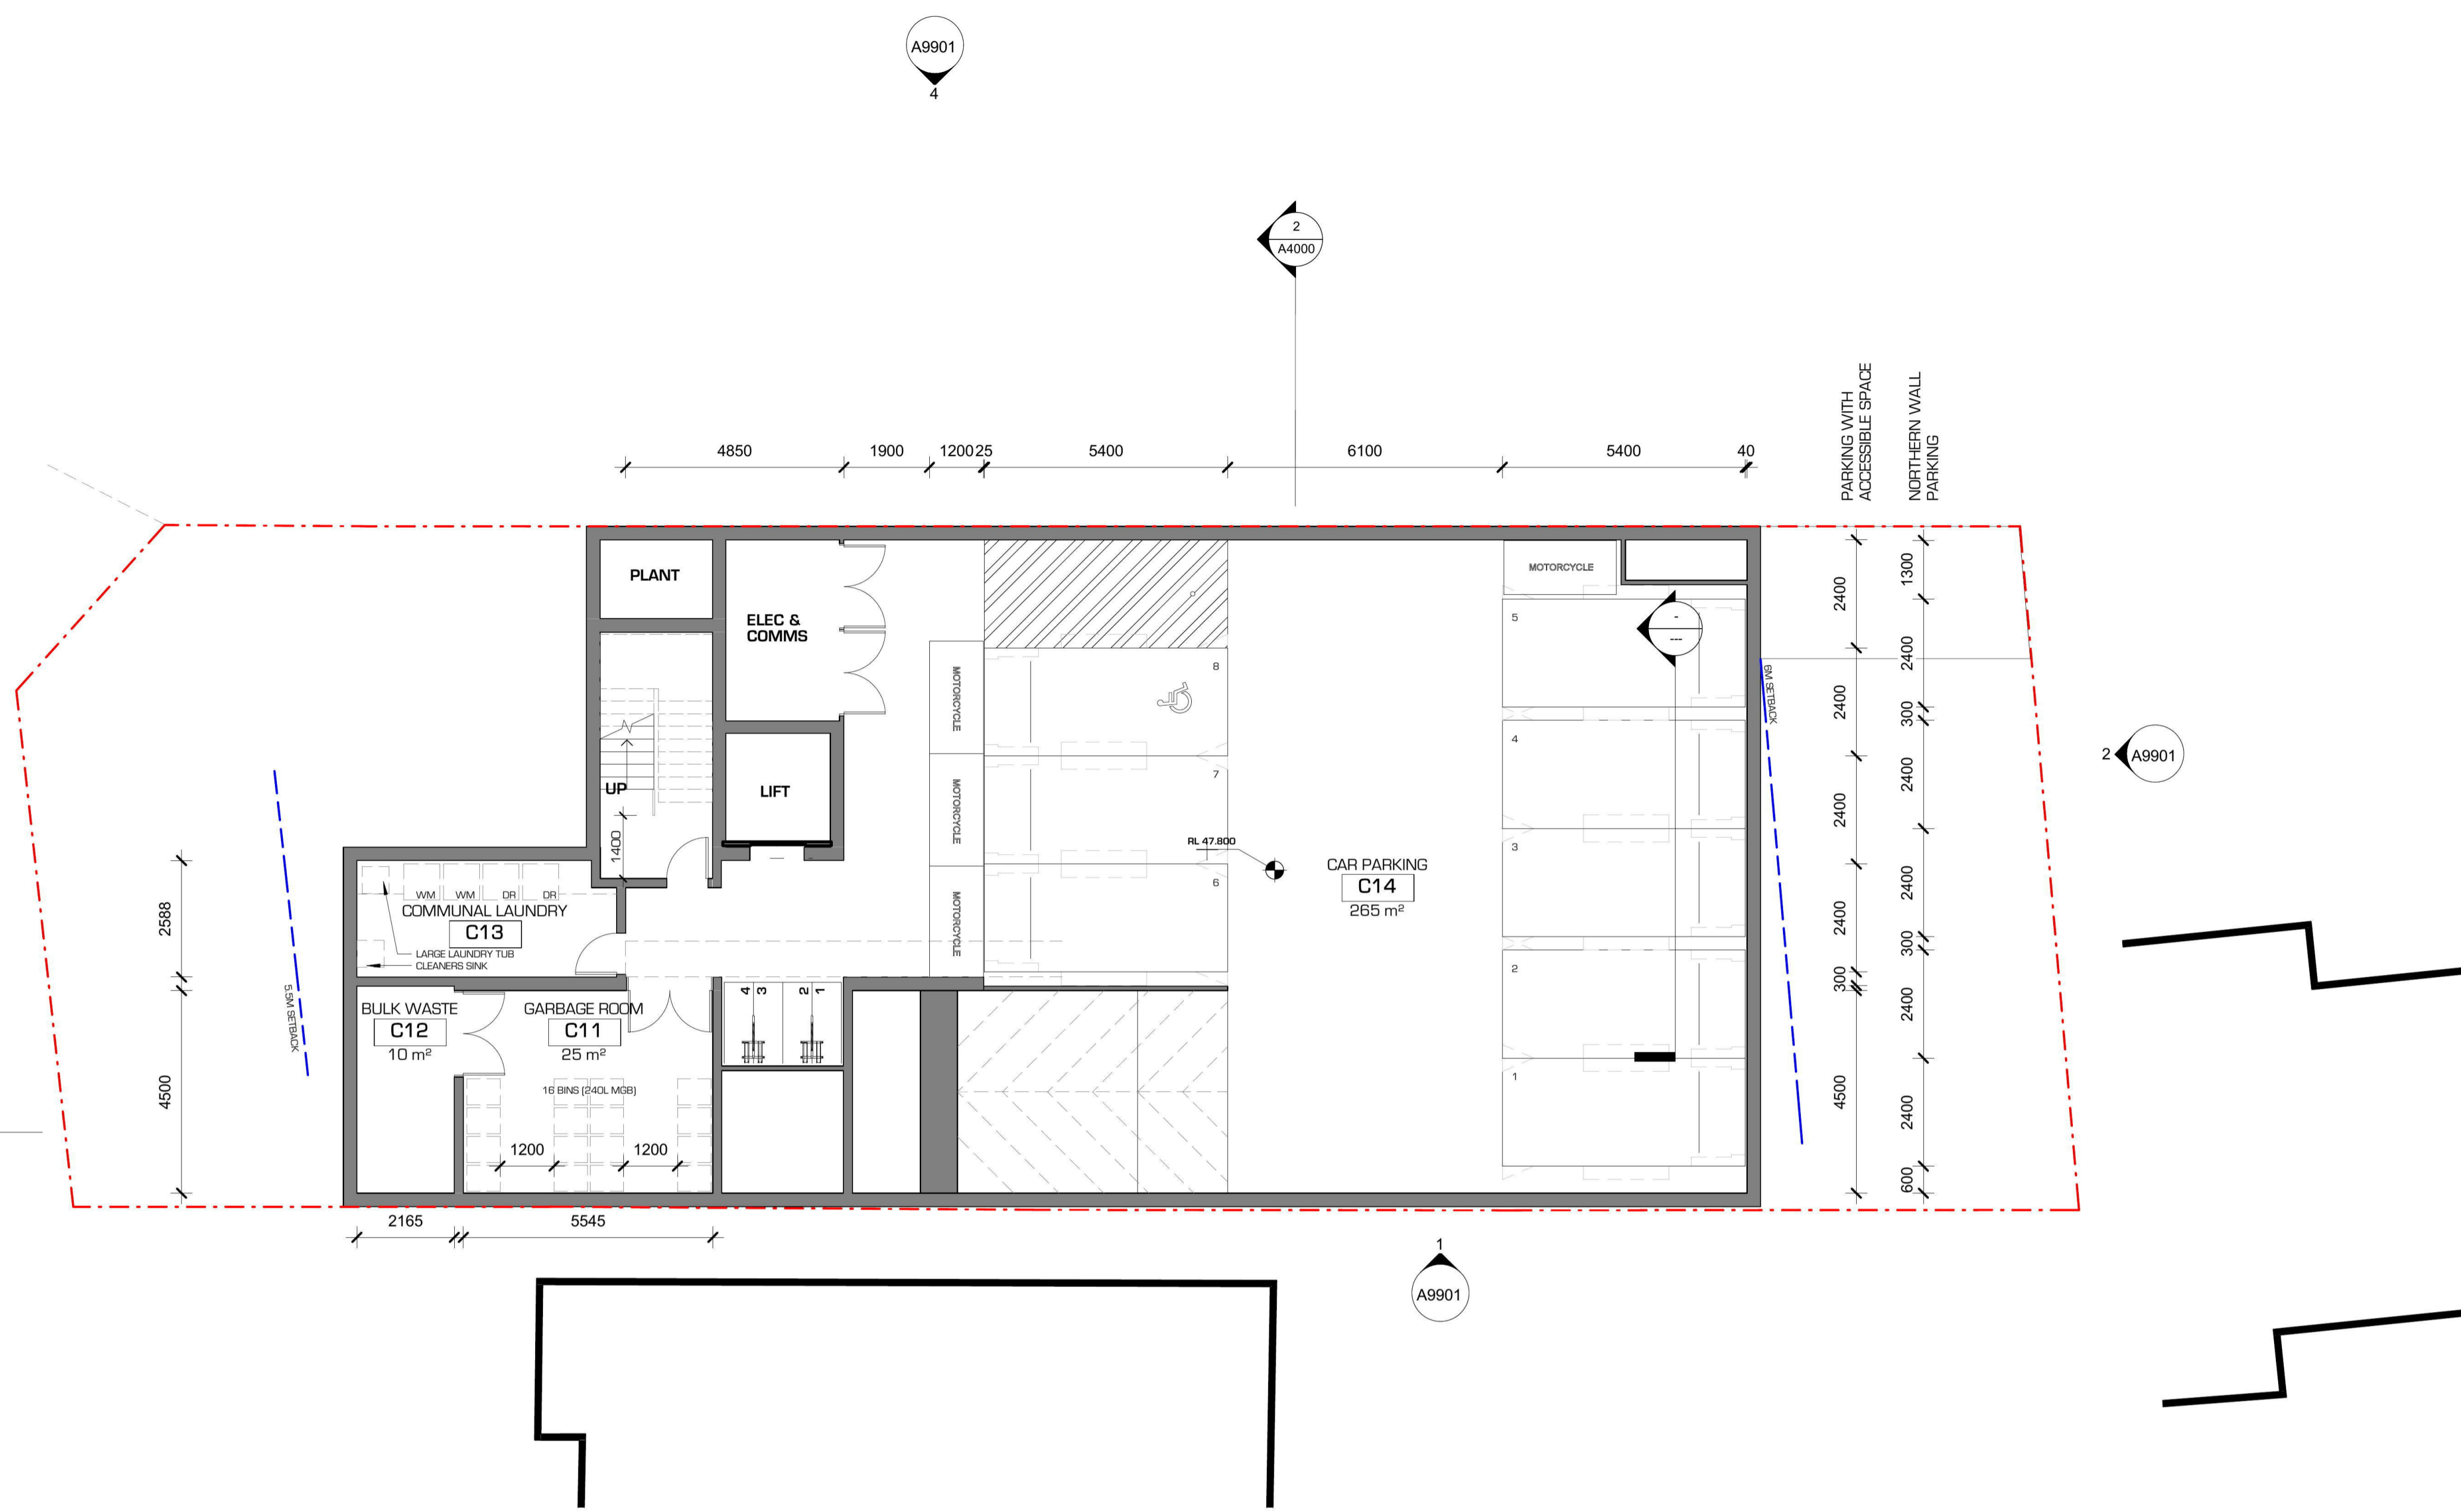 A9901
4
2
A4000
PARKING WITH
ACCESSIBLE SPACE
NORTHERN WALL
PARKING
4850
1900
1200
25
5400
6100
5400
40
PLANT
ELEC &
COMMS
MOTORCYCLE
5
-
---
6M SETBACK
2400
1300
2400
2400
300
2400
2400
2400
2400
300
2400
300
2400
4500
2400
600
MOTORCYCLE
8
4
2
A9901
UP
LIFT
MOTORCYCLE
7
1400
RL 47.800
3
CAR PARKING
C14
265 m²
6
MOTORCYCLE
2588
WM
WM
DR
DR
COMMUNAL LAUNDRY
C13
LARGE LAUNDRY TUB
CLEANERS SINK
2
5.5M SETBACK
4
3
2
1
BULK WASTE
C12
10 m²
GARBAGE ROOM
C11
25 m²
16 BINS (240L MGB)
1
4500
1200
1200
2165
5545
1
A9901